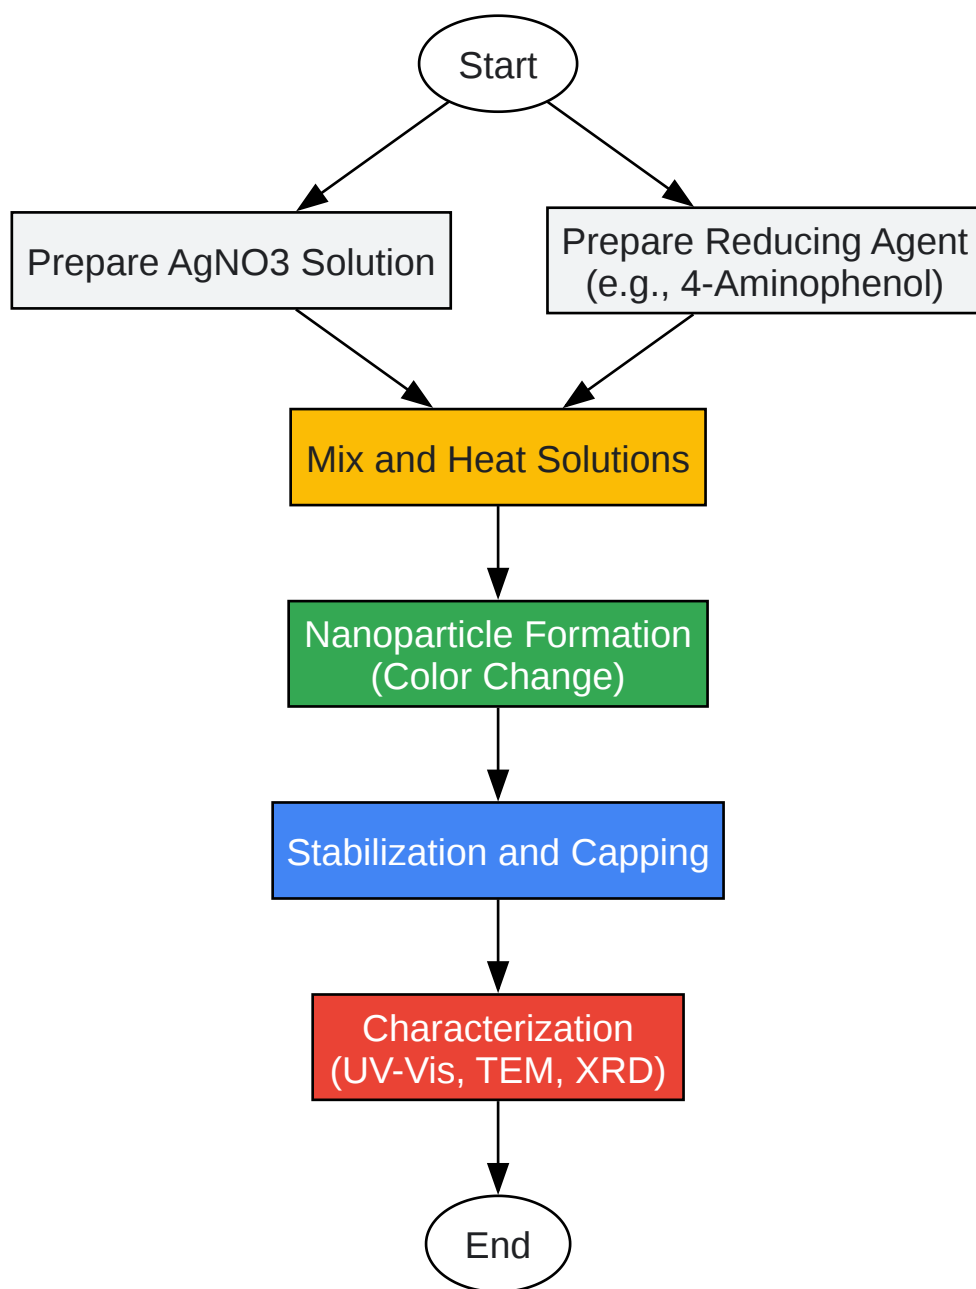 Start
Prepare AgNO3 Solution
Prepare Reducing Agent
(e.g., 4-Aminophenol)
Mix and Heat Solutions
Nanoparticle Formation
(Color Change)
Stabilization and Capping
Characterization
(UV-Vis, TEM, XRD)
End